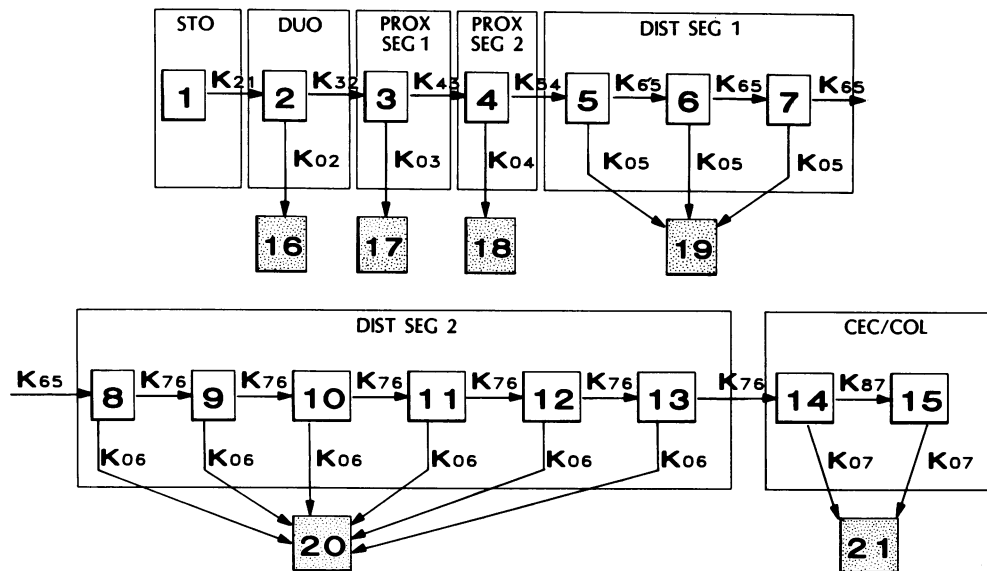 STO DUO PROX SEG 1 PROX SEG 2 DIST SEG 1
1 K21 2 K32 3 K43 4 K54 5 K65 6 K65 7 K65
K02 K03 K04 K05 K05 K05
16 17 18 19
DIST SEG 2 CEC/COL
K65 8 K76 9 K76 10 K76 11 K76 12 K76 13 K76 14 K87 15
K06 K06 K06 K06 K06 K06 K07 K07
20 21